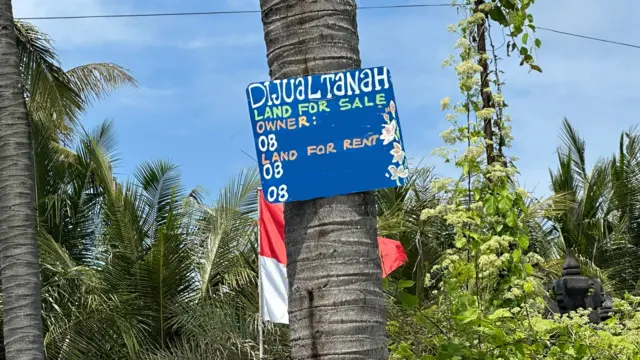 DIJUAL TANAH
LAND FOR SALE
OWNER:
08
LAND FOR RENT
08
08